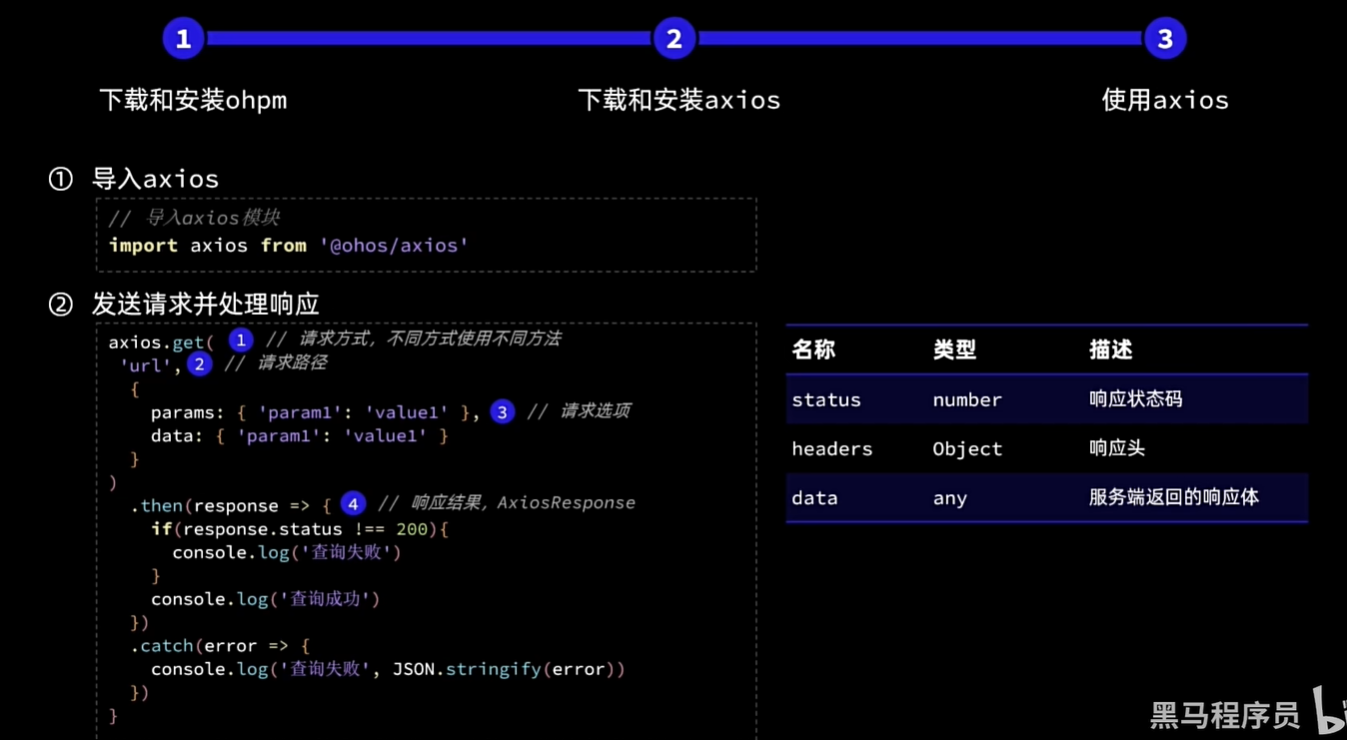 1 2 3
下载和安装ohpm 下载和安装axios 使用axios
① 导入axios
// 导入axios模块
import axios from '@ohos/axios'
② 发送请求并处理响应
axios.get( 1 // 请求方式，不同方式使用不同方法
'url', 2 // 请求路径
{
params: { 'param1': 'value1' }, 3 // 请求选项
data: { 'param1': 'value1' }
}
)
.then(response => { 4 // 响应结果，AxiosResponse
if(response.status !== 200){
console.log('查询失败')
}
console.log('查询成功')
})
.catch(error => {
console.log('查询失败', JSON.stringify(error))
})
}
名称 类型 描述
status number 响应状态码
headers Object 响应头
data any 服务端返回的响应体
黑马程序员